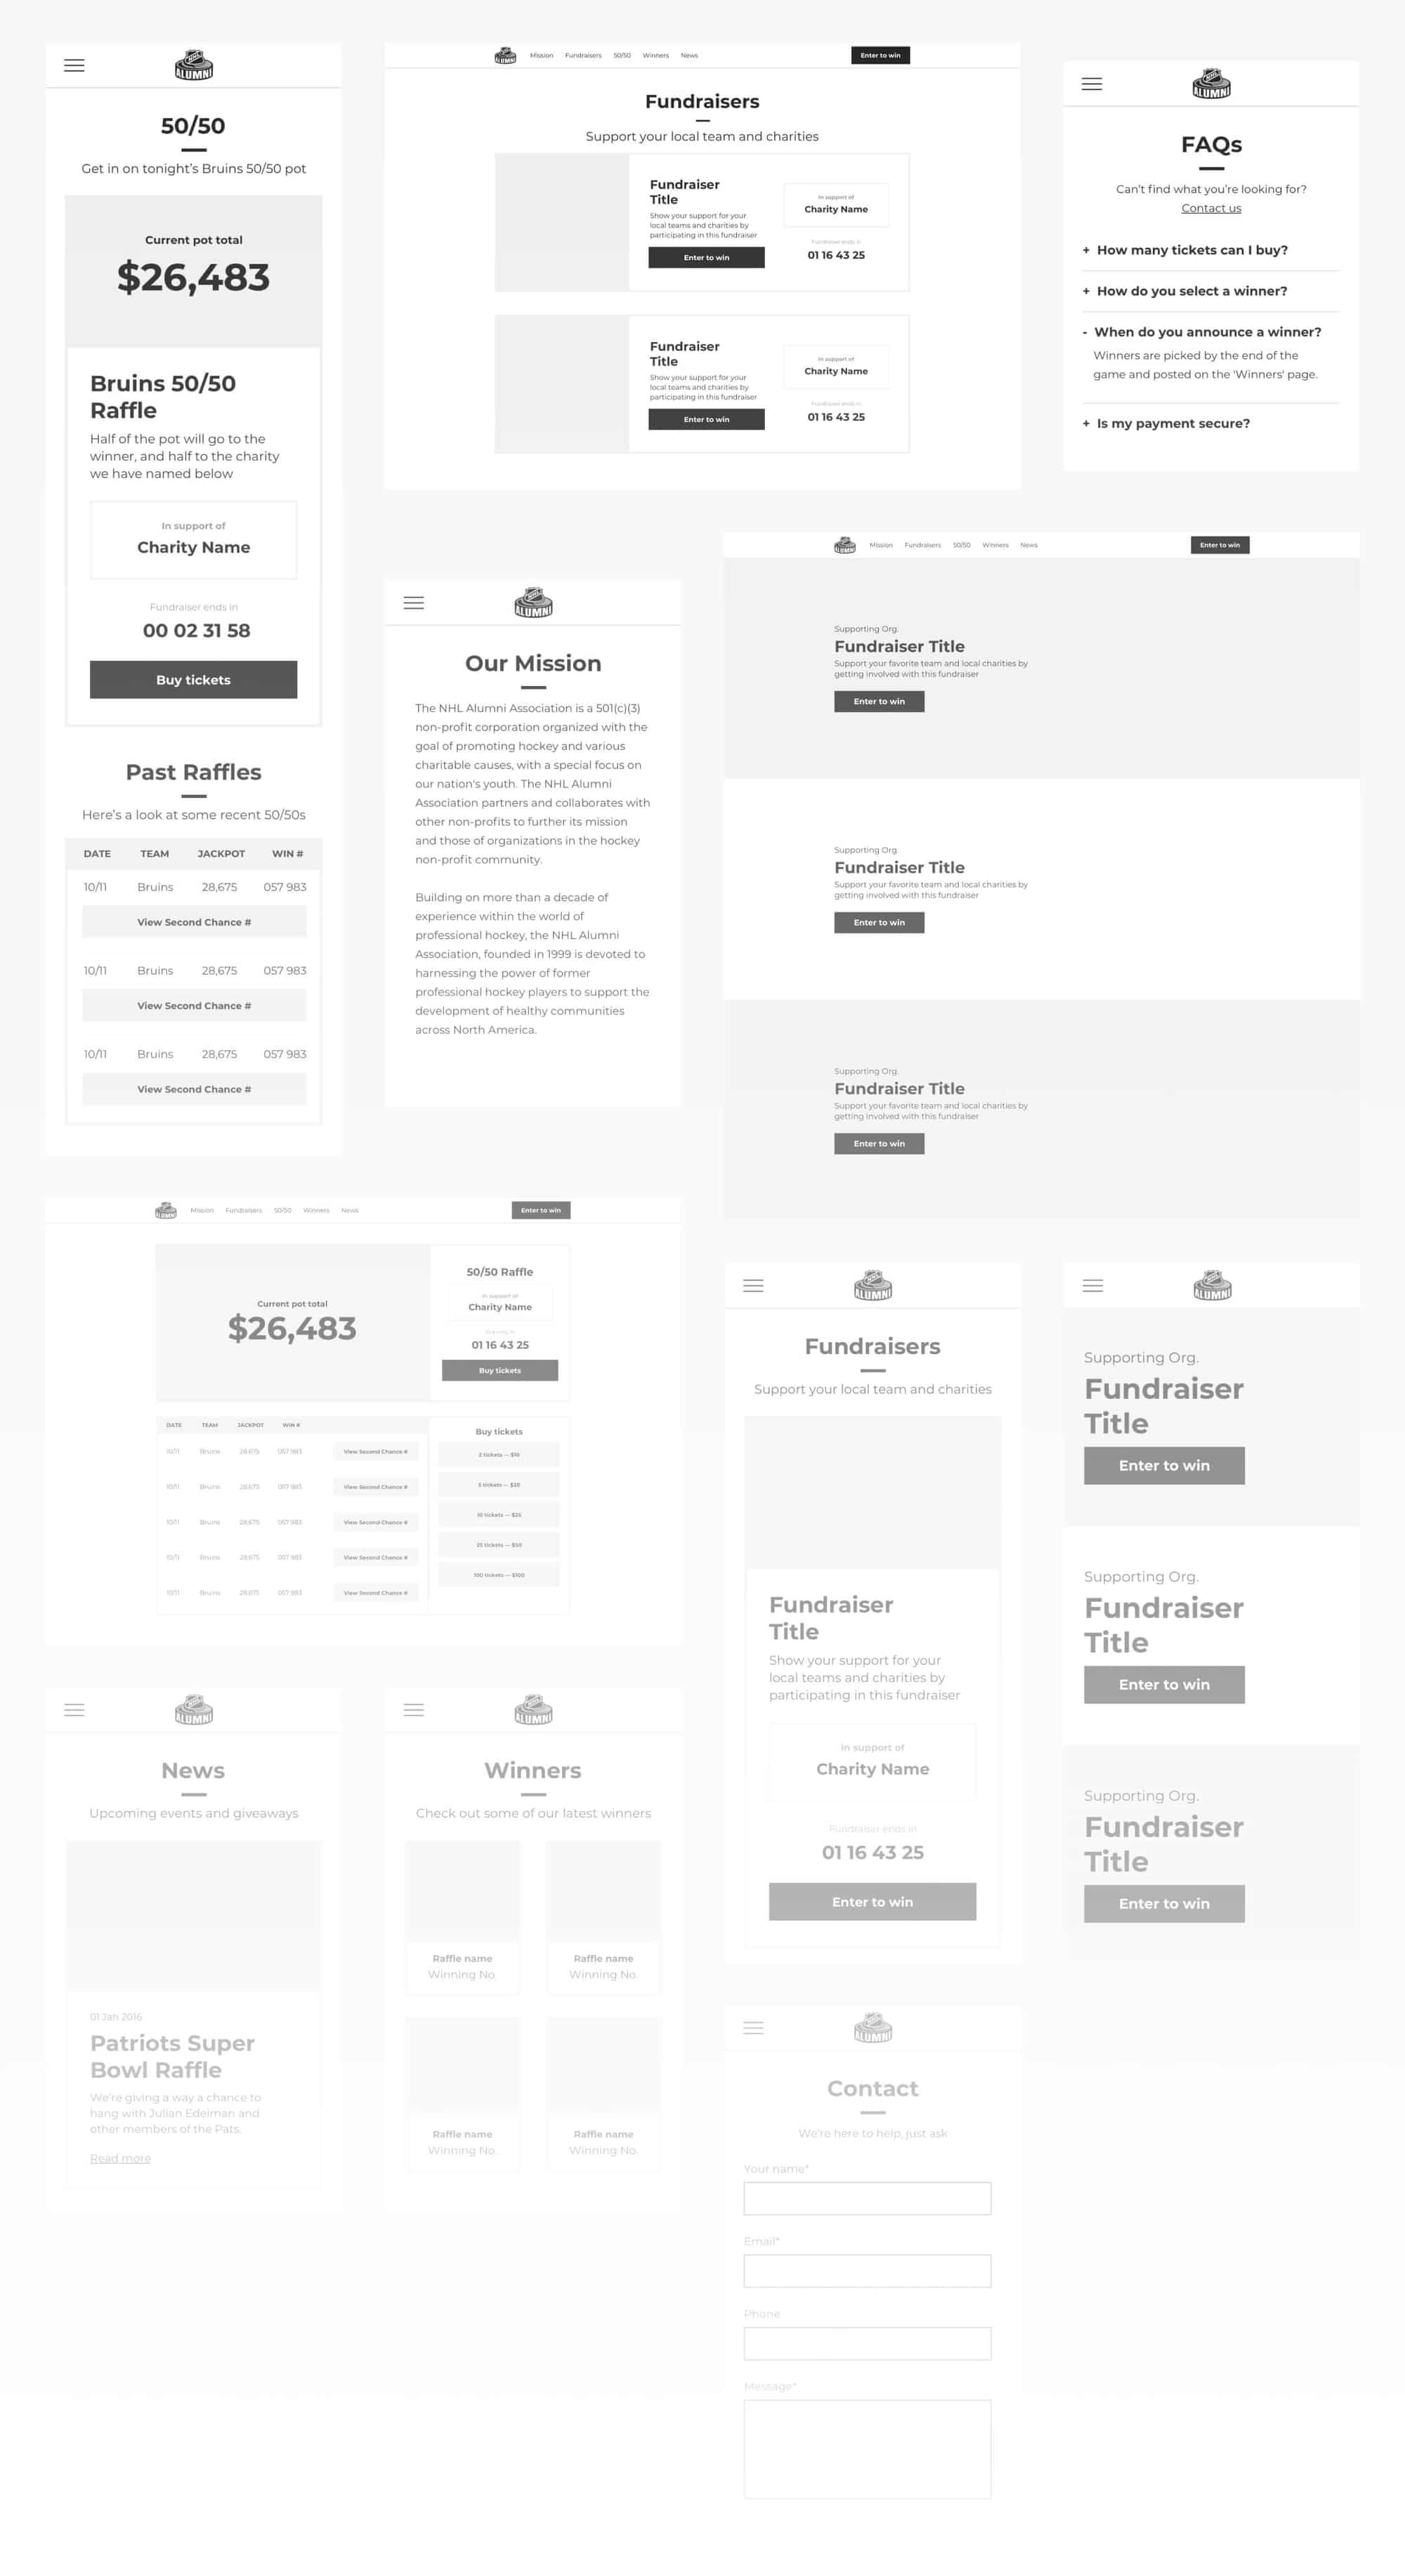 ALUMNI
50/50
Get in on tonight's Bruins 50/50 pot
Current pot total
$26,483
Bruins 50/50
Raffle
Half of the pot will go to the
winner, and half to the charity
we have named below
In support of
Charity Name
Fundraiser ends in
00 02 31 58
Buy tickets
Past Raffles
Here's a look at some recent 50/50s
DATE TEAM JACKPOT WIN #
10/11 Bruins 28,675 057 983
View Second Chance #
10/11 Bruins 28,675 057 983
View Second Chance #
10/11 Bruins 28,675 057 983
View Second Chance #
ALUMNI Mission Fundraisers 50/50 Winners News Enter to win
Fundraisers
Support your local team and charities
Fundraiser
Title
Show your support for your
local teams and charities by
participating in this fundraiser
Enter to win
In support of
Charity Name
Fundraiser ends in
01 16 43 25
Fundraiser
Title
Show your support for your
local teams and charities by
participating in this fundraiser
Enter to win
In support of
Charity Name
Fundraiser ends in
01 16 43 25
ALUMNI
FAQs
Can't find what you're looking for?
Contact us
+ How many tickets can I buy?
+ How do you select a winner?
- When do you announce a winner?
Winners are picked by the end of the
game and posted on the 'Winners' page.
+ Is my payment secure?
ALUMNI
Our Mission
The NHL Alumni Association is a 501(c)(3)
non-profit corporation organized with the
goal of promoting hockey and various
charitable causes, with a special focus on
our nation's youth. The NHL Alumni
Association partners and collaborates with
other non-profits to further its mission
and those of organizations in the hockey
non-profit community.
Building on more than a decade of
experience within the world of
professional hockey, the NHL Alumni
Association, founded in 1999 is devoted to
harnessing the power of former
professional hockey players to support the
development of healthy communities
across North America.
ALUMNI Mission Fundraisers 50/50 Winners News Enter to win
Supporting Org.
Fundraiser Title
Support your favorite team and local charities by
getting involved with this fundraiser
Enter to win
Supporting Org.
Fundraiser Title
Support your favorite team and local charities by
getting involved with this fundraiser
Enter to win
Supporting Org.
Fundraiser Title
Support your favorite team and local charities by
getting involved with this fundraiser
Enter to win
ALUMNI Mission Fundraisers 50/50 Winners News Enter to win
Current pot total
$26,483
50/50 Raffle
In support of
Charity Name
01 16 43 25
Buy tickets
DATE TEAM JACKPOT WIN #
10/11 Bruins 28,675 057 983 View Second Chance #
10/11 Bruins 28,675 057 983 View Second Chance #
10/11 Bruins 28,675 057 983 View Second Chance #
10/11 Bruins 28,675 057 983 View Second Chance #
10/11 Bruins 28,675 057 983 View Second Chance #
Buy tickets
2 tickets — $10
5 tickets — $20
10 tickets — $25
25 tickets — $50
100 tickets — $100
ALUMNI
Fundraisers
Support your local team and charities
Fundraiser
Title
Show your support for your
local teams and charities by
participating in this fundraiser
In support of
Charity Name
Fundraiser ends in
01 16 43 25
Enter to win
ALUMNI
Supporting Org.
Fundraiser
Title
Enter to win
Supporting Org.
Fundraiser
Title
Enter to win
Supporting Org.
Fundraiser
Title
Enter to win
ALUMNI
News
Upcoming events and giveaways
01 Jan 2016
Patriots Super
Bowl Raffle
We're giving a way a chance to
hang with Julian Edelman and
other members of the Pats.
Read more
ALUMNI
Winners
Check out some of our latest winners
Raffle name
Winning No.
Raffle name
Winning No.
Raffle name
Winning No.
Raffle name
Winning No.
ALUMNI
Contact
We're here to help, just ask
Your name*
Email*
Phone
Message*